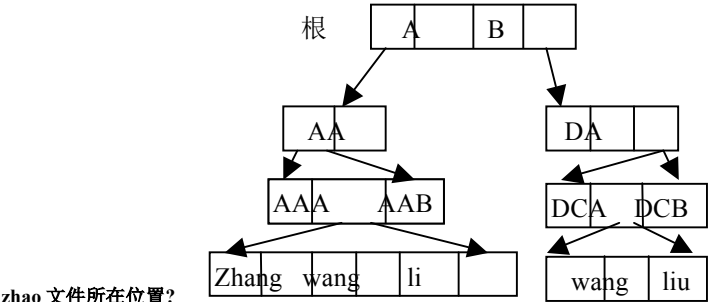 根 A B
AA DA
AAA AAB DCA DCB
Zhang wang li wang liu
zhao 文件所在位置?